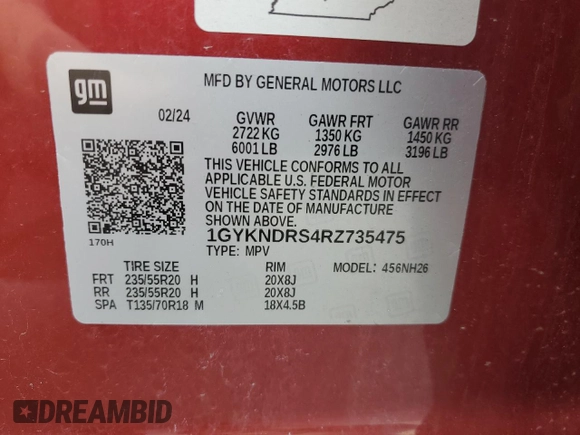 gm
MFD BY GENERAL MOTORS LLC
02/24 GVWR GAWR FRT GAWR RR
2722 KG 1350 KG 1450 KG
6001 LB 2976 LB 3196 LB
THIS VEHICLE CONFORMS TO ALL
APPLICABLE U.S. FEDERAL MOTOR
VEHICLE SAFETY STANDARDS IN EFFECT
ON THE DATE OF MANUFACTURE
SHOWN ABOVE.
170H
1GYKNDRS4RZ735475
TYPE: MPV
TIRE SIZE RIM MODEL: 456NH26
FRT 235/55R20 H 20X8J
RR 235/55R20 H 20X8J
SPA T135/70R18 M 18X4.5B
DREAMBID